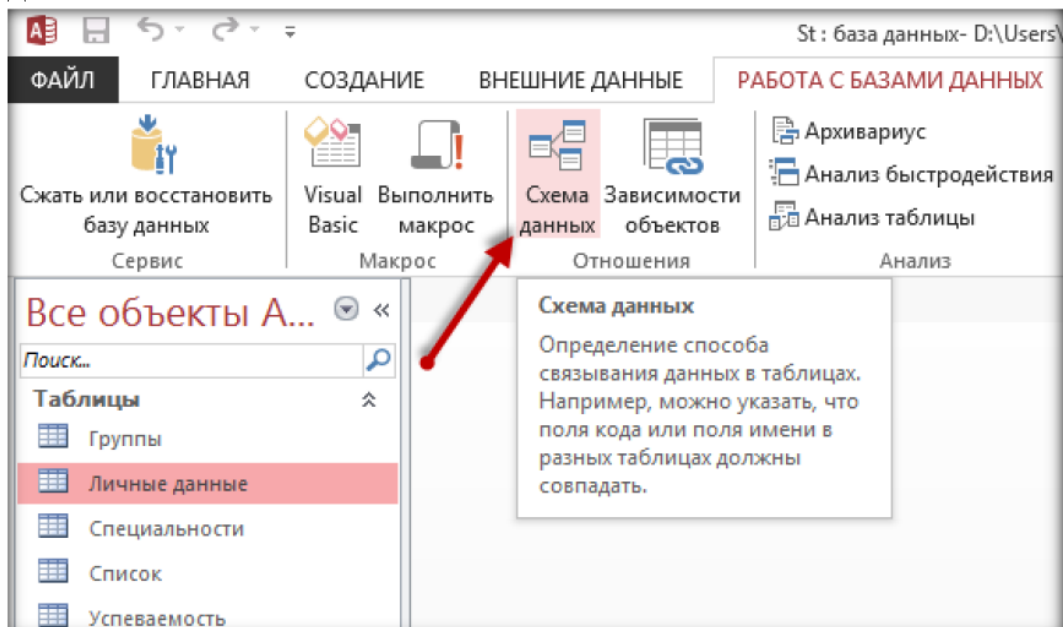 St : база данных- D:\Users\
ФАЙЛ ГЛАВНАЯ СОЗДАНИЕ ВНЕШНИЕ ДАННЫЕ РАБОТА С БАЗАМИ ДАННЫХ
Сжать или восстановить
базу данных
Сервис
Visual
Basic
Выполнить
макрос
Макрос
Схема
данных
Зависимости
объектов
Отношения
Архивариус
Анализ быстродействия
Анализ таблицы
Анализ
Все объекты A...
Поиск...
Таблицы
Группы
Личные данные
Специальности
Список
Успеваемость
Схема данных
Определение способа
связывания данных в таблицах.
Например, можно указать, что
поля кода или поля имени в
разных таблицах должны
совпадать.